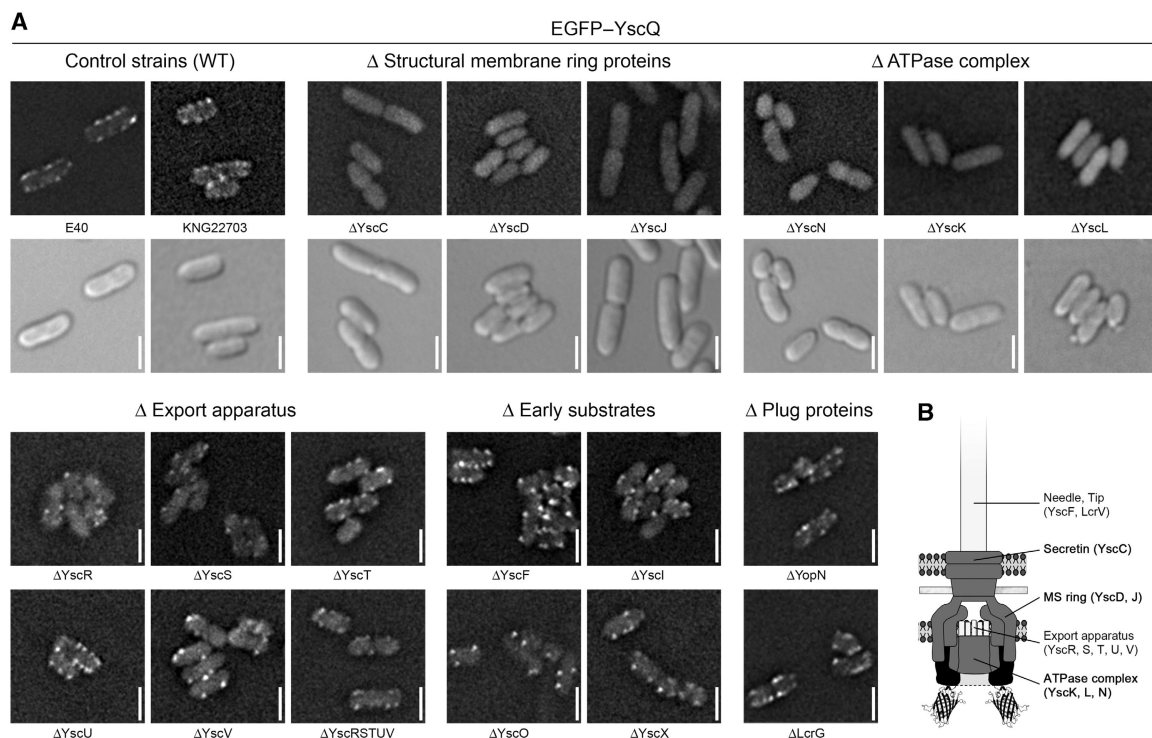 A
EGFP–YscQ
Control strains (WT)
Δ Structural membrane ring proteins
Δ ATPase complex
E40
KNG22703
ΔYscC
ΔYscD
ΔYscJ
ΔYscN
ΔYscK
ΔYscL
Δ Export apparatus
Δ Early substrates
Δ Plug proteins
B
ΔYscR
ΔYscS
ΔYscT
ΔYscF
ΔYscI
ΔYopN
ΔYscU
ΔYscV
ΔYscRSTUV
ΔYscO
ΔYscX
ΔLcrG
Needle, Tip
(YscF, LcrV)
Secretin (YscC)
MS ring (YscD, J)
Export apparatus
(YscR, S, T, U, V)
ATPase complex
(YscK, L, N)